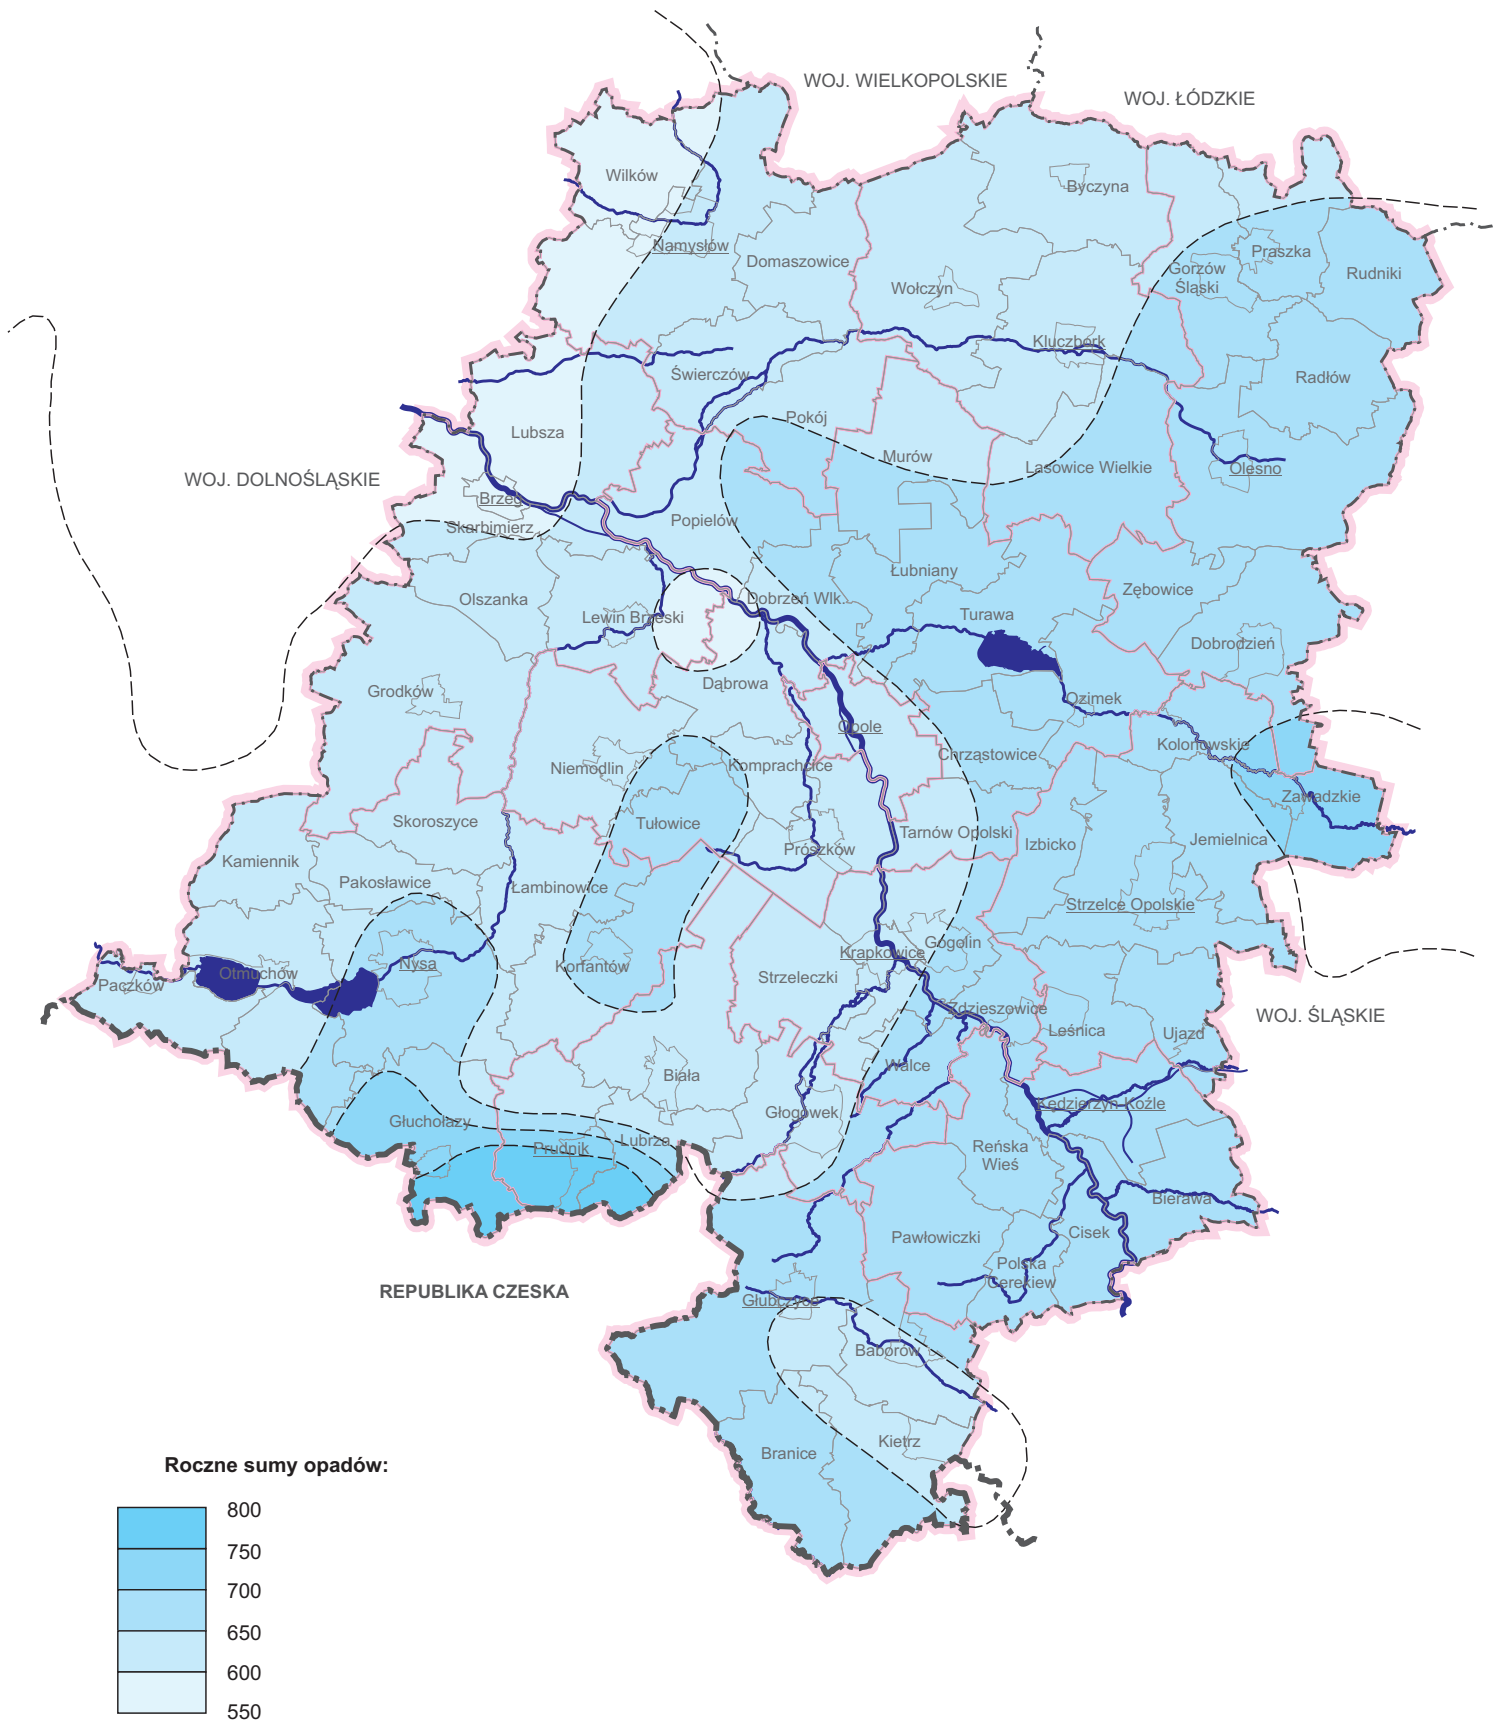 WOJ. WIELKOPOLSKIE
WOJ. ŁÓDZKIE
Wilków
Byczyna
Namysłów
Domaszowice
Praszka
Gorzów
Śląski
Rudniki
Wołczyn
Kluczbork
Świerczów
Radłów
Pokój
Lubsza
Murów
Lasowice Wielkie
Olesno
WOJ. DOLNOŚLĄSKIE
Brzeg
Skarbimierz
Popielów
Łubniany
Zębowice
Olszanka
Dobrzeń Wlk.
Lewin Brzeski
Turawa
Dobrodzień
Grodków
Dąbrowa
Ozimek
Opole
Kolonowskie
Chrząstowice
Niemodlin
Komprachcice
Zawadzkie
Skoroszyce
Tułowice
Tarnów Opolski
Jemielnica
Izbicko
Prószków
Kamiennik
Pakosławice
Łambinowice
Strzelce Opolskie
Gogolin
Krapkowice
Nysa
Korfantów
Otmuchów
Strzeleczki
Paczków
Zdzieszowice
WOJ. ŚLĄSKIE
Leśnica
Ujazd
Walce
Biała
Kędzierzyn-Koźle
Głogówek
Głuchołazy
Lubrza
Prudnik
Reńska
Wieś
Bierawa
Pawłowiczki
Cisek
Polska
Cerekiew
REPUBLIKA CZESKA
Głubczyce
Baborów
Kietrz
Branice
Roczne sumy opadów:
800
750
700
650
600
550